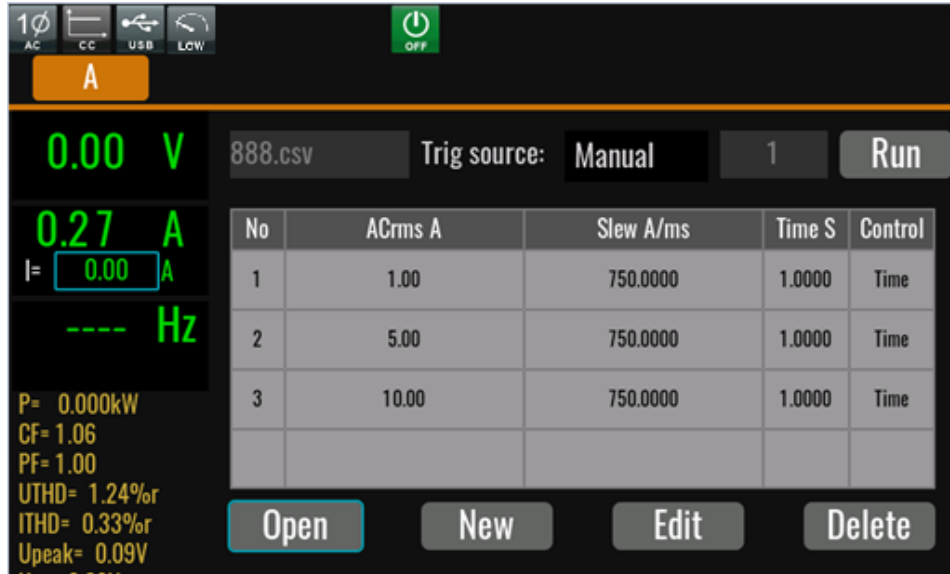 1Ø AC CC USB LOW OFF
A
0.00 V
888.csv Trig source: Manual 1 Run
0.27 A
I= 0.00 A
---- Hz
No ACrms A Slew A/ms Time S Control
1 1.00 750.0000 1.0000 Time
2 5.00 750.0000 1.0000 Time
3 10.00 750.0000 1.0000 Time
P= 0.000kW
CF= 1.06
PF= 1.00
UTHD= 1.24%r
ITHD= 0.33%r
Upeak= 0.09V
Open New Edit Delete